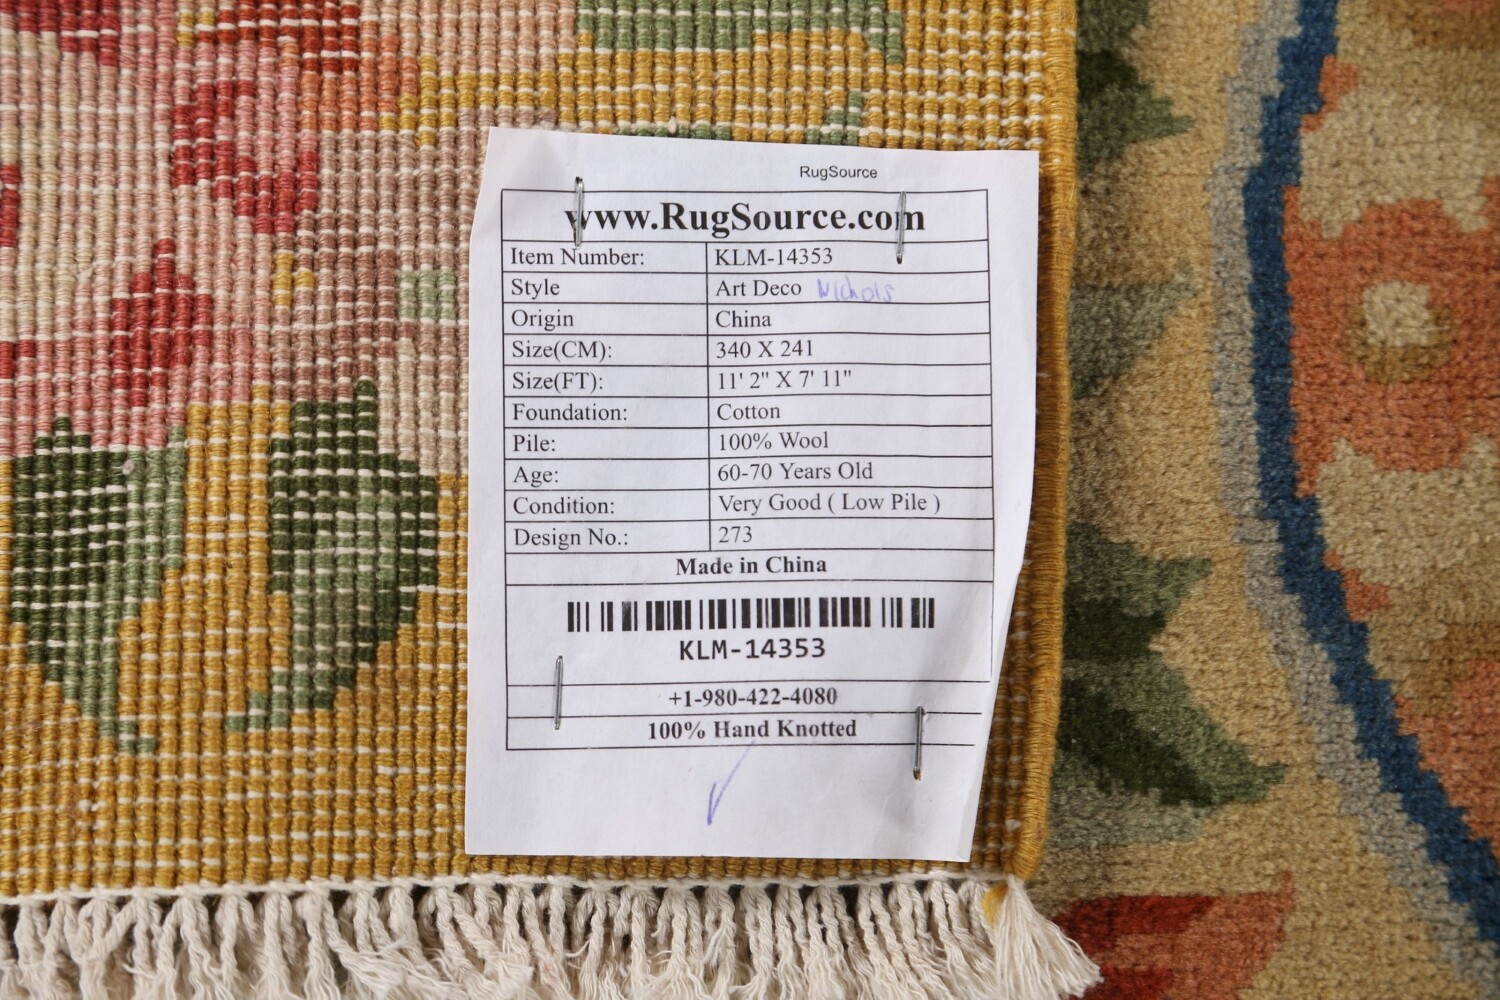 RugSource
www.RugSource.com
Item Number: KLM-14353
Style Art Deco Nichols
Origin China
Size(CM): 340 X 241
Size(FT): 11' 2" X 7' 11"
Foundation: Cotton
Pile: 100% Wool
Age: 60-70 Years Old
Condition: Very Good ( Low Pile )
Design No.: 273
Made in China
KLM-14353
+1-980-422-4080
100% Hand Knotted